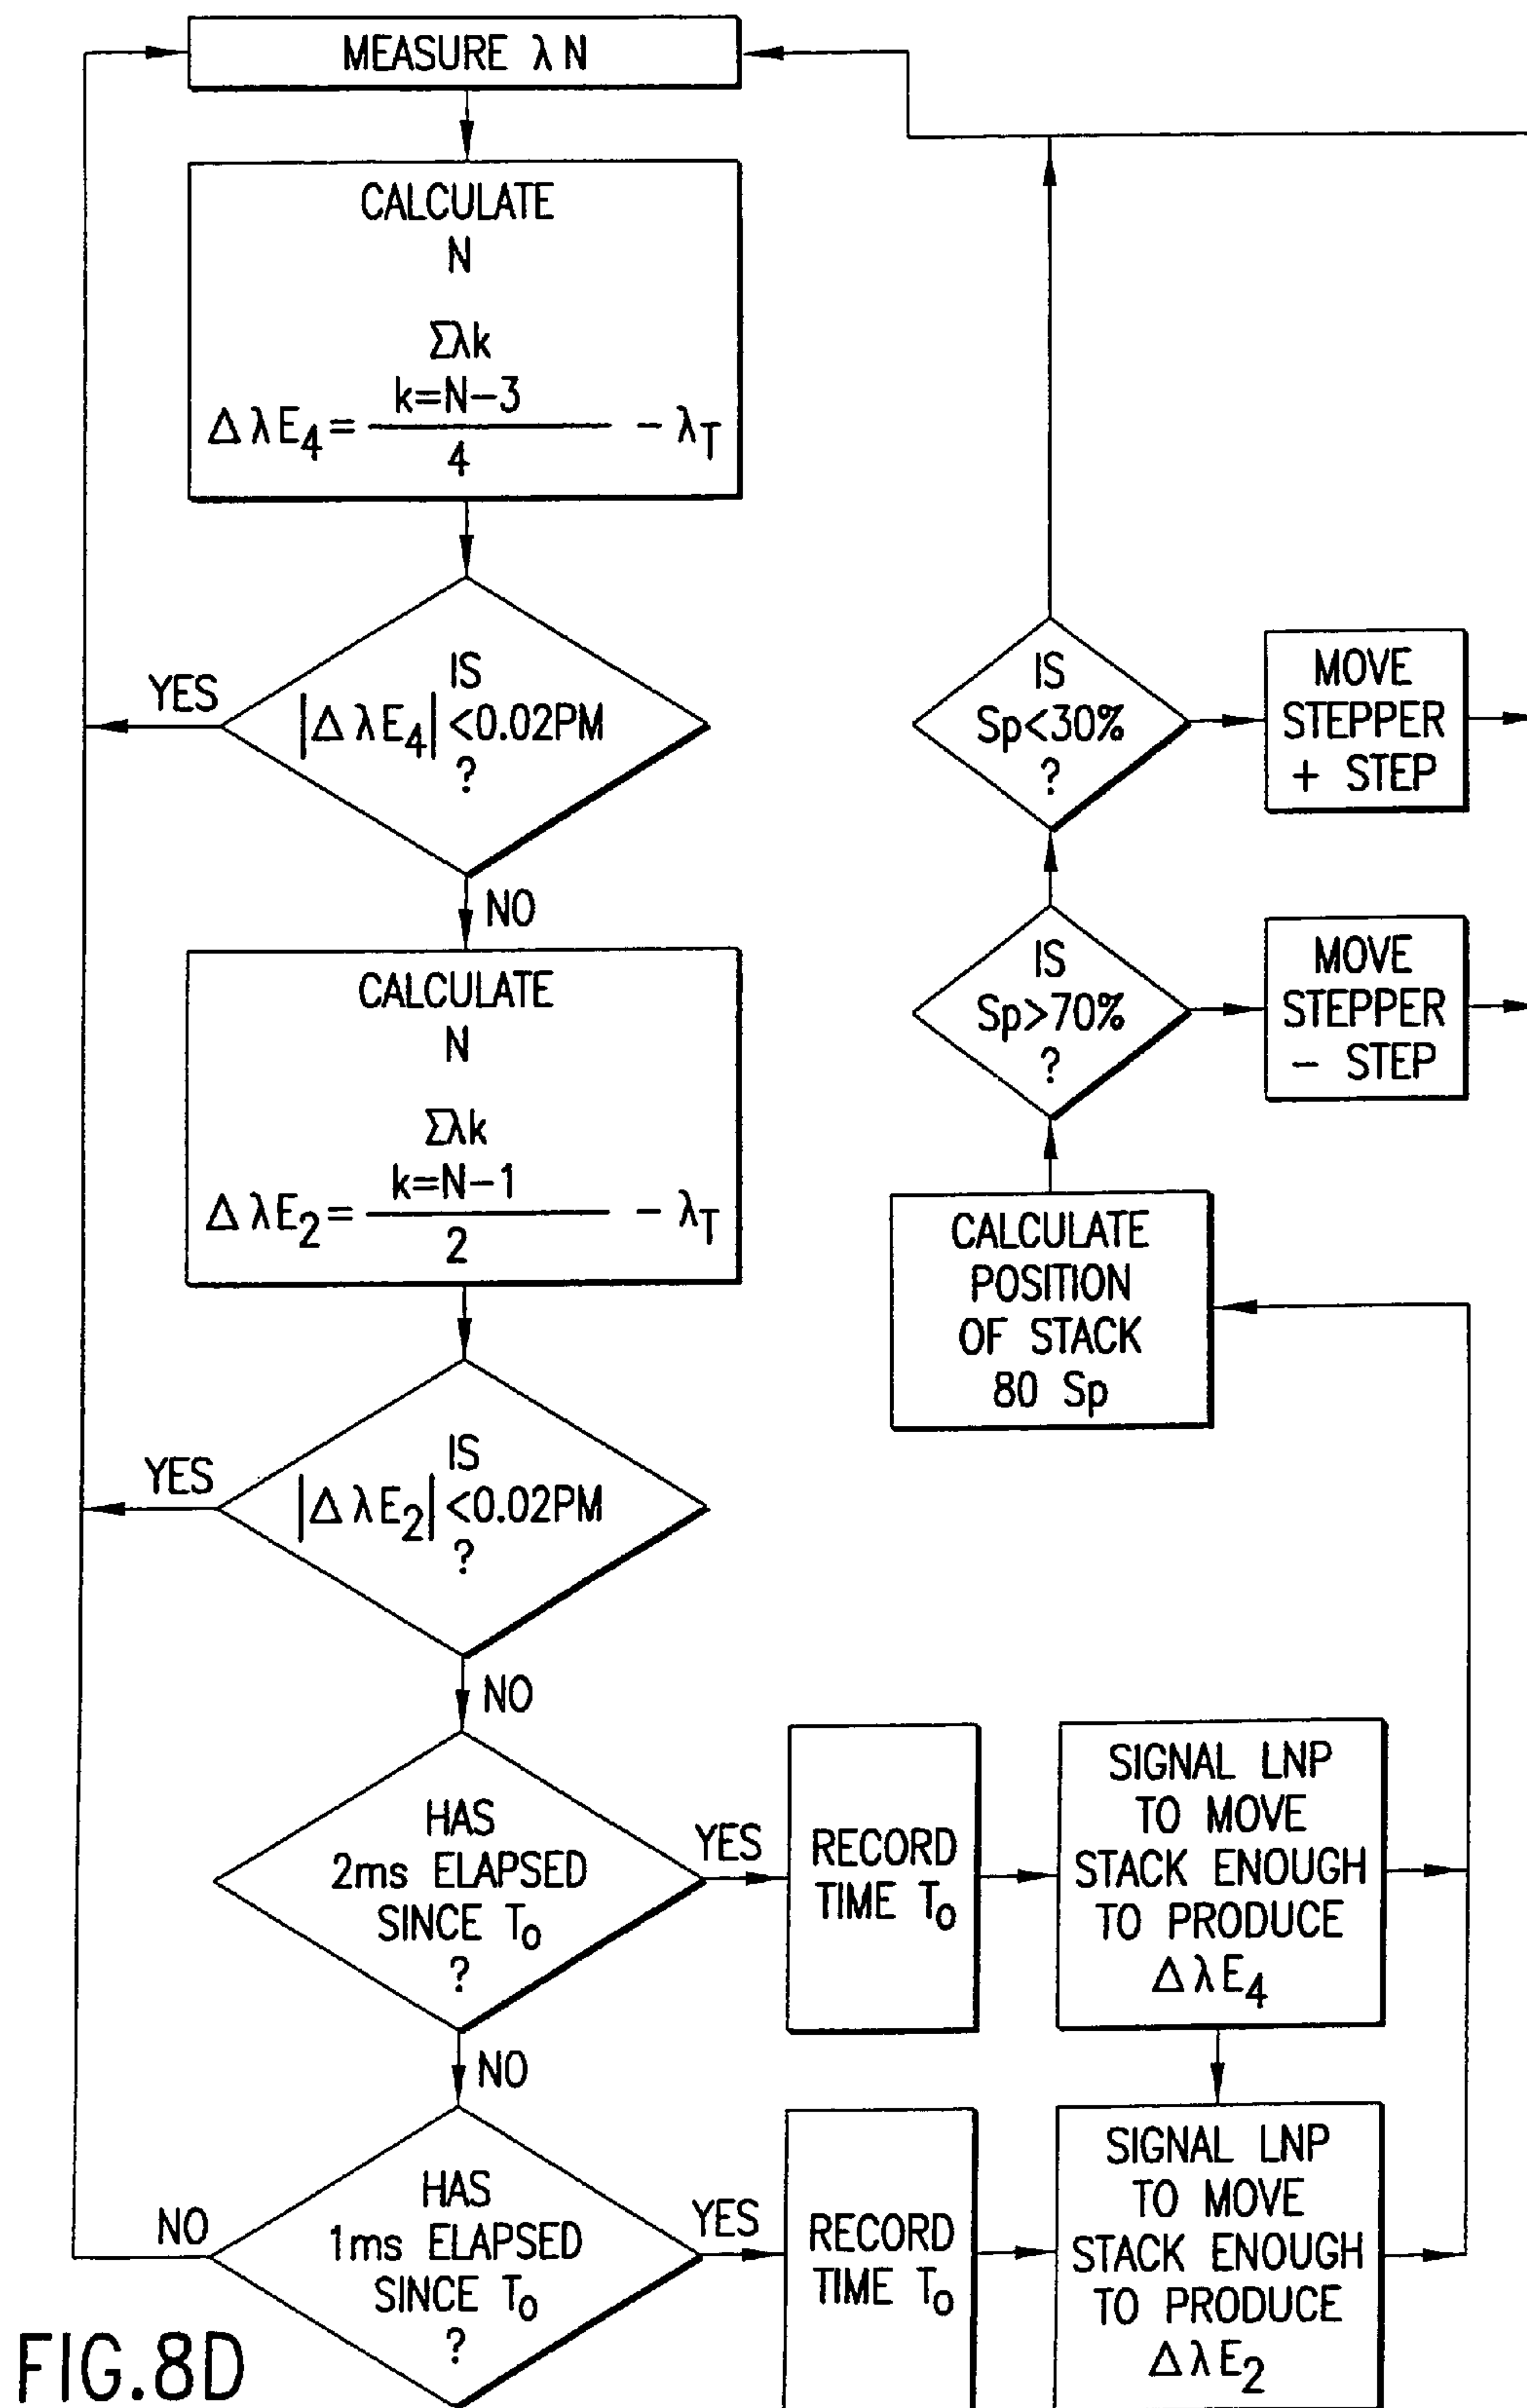 MEASURE λ N
CALCULATE
N
Σλk
k=N−3
ΔλE₄= 4 −λT
IS
|ΔλE₄|<0.02PM
?
YES
NO
CALCULATE
N
Σλk
k=N−1
ΔλE₂= 2 −λT
IS
|ΔλE₂|<0.02PM
?
YES
NO
HAS
2ms ELAPSED
SINCE T₀
?
YES
NO
RECORD
TIME T₀
SIGNAL LNP
TO MOVE
STACK ENOUGH
TO PRODUCE
ΔλE₄
HAS
1ms ELAPSED
SINCE T₀
?
NO
YES
RECORD
TIME T₀
SIGNAL LNP
TO MOVE
STACK ENOUGH
TO PRODUCE
ΔλE₂
CALCULATE
POSITION
OF STACK
80 Sp
IS
Sp>70%
?
MOVE
STEPPER
− STEP
IS
Sp<30%
?
MOVE
STEPPER
+ STEP
FIG.8D